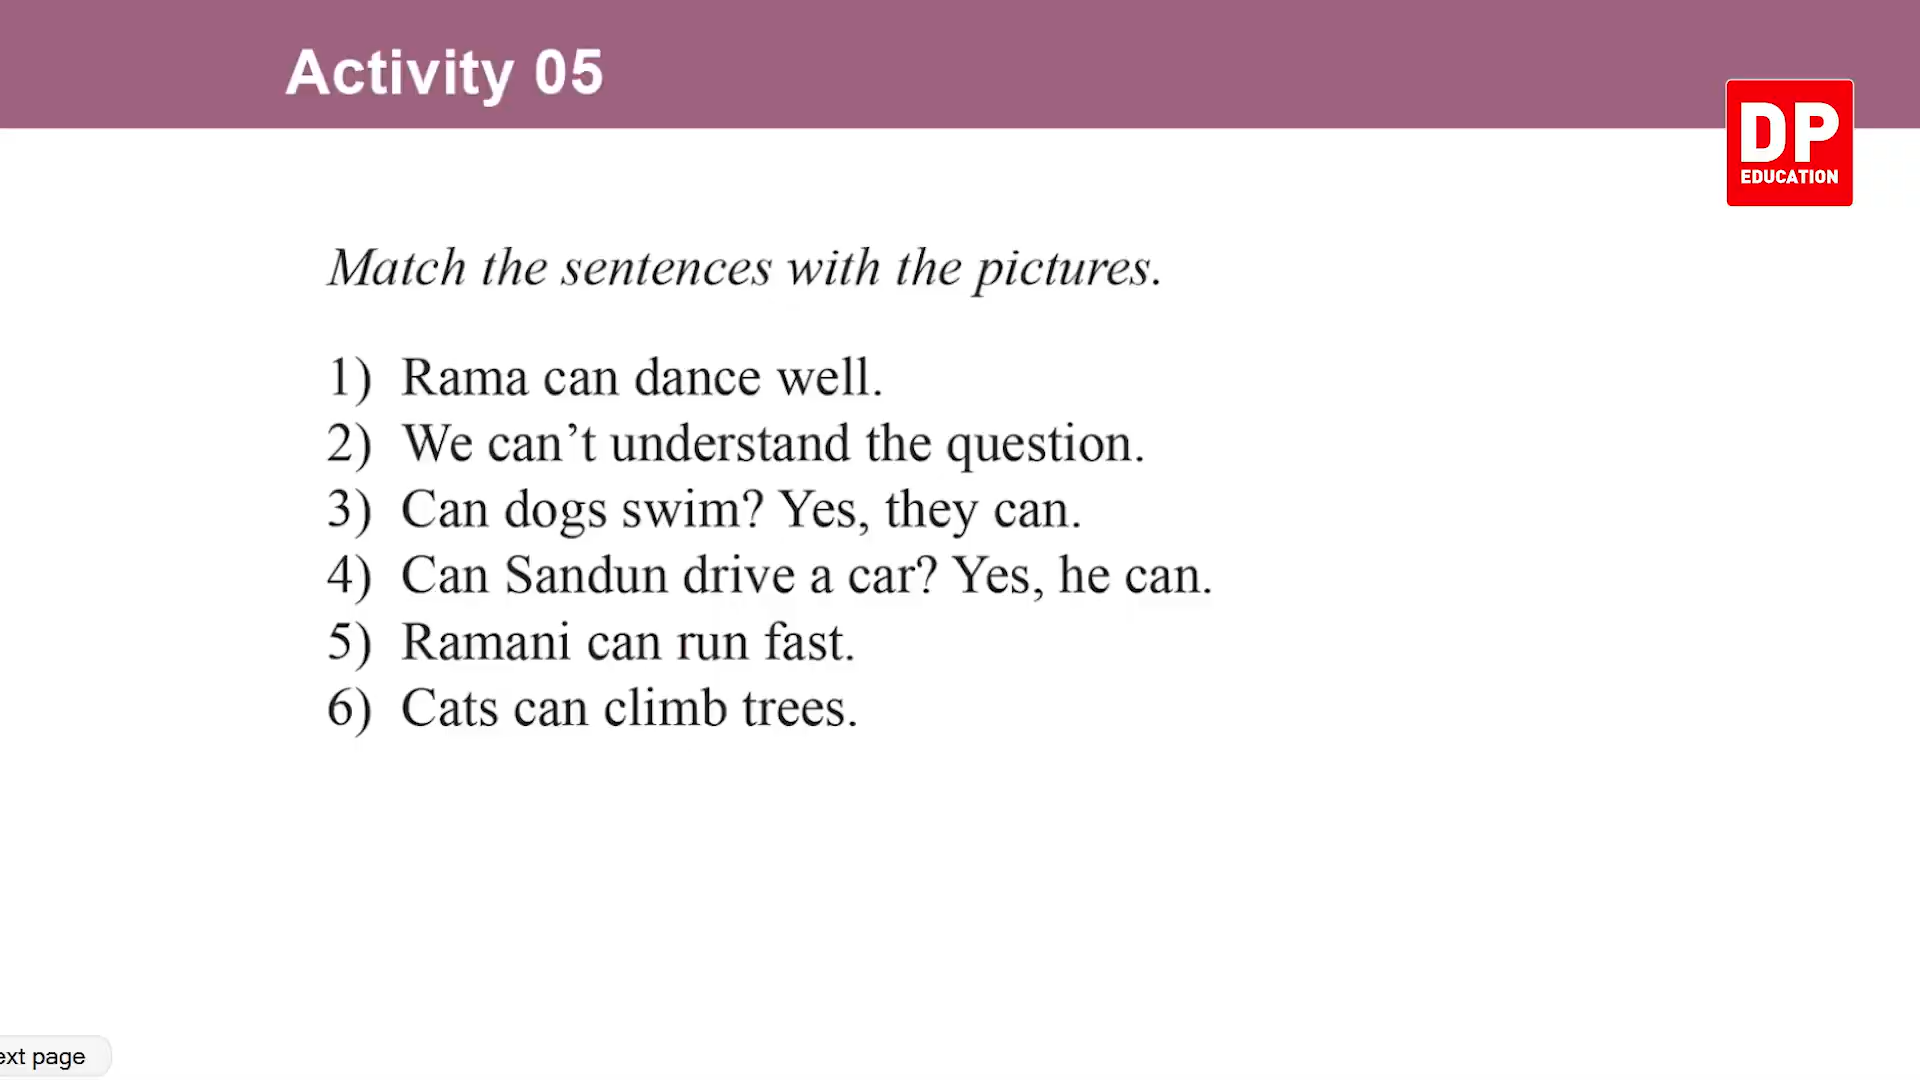 Activity 05
DP
EDUCATION
Match the sentences with the pictures.
1) Rama can dance well.
2) We can’t understand the question.
3) Can dogs swim? Yes, they can.
4) Can Sandun drive a car? Yes, he can.
5) Ramani can run fast.
6) Cats can climb trees.
ext page